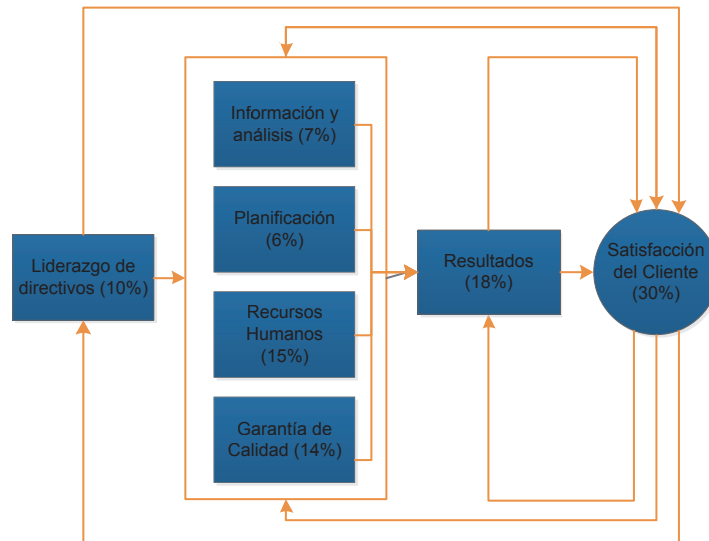 Información y
análisis (7%)
Planificación
(6%)
Liderazgo de
directivos (10%)
Recursos
Humanos
(15%)
Garantía de
Calidad (14%)
Resultados
(18%)
Satisfacción
del Cliente
(30%)